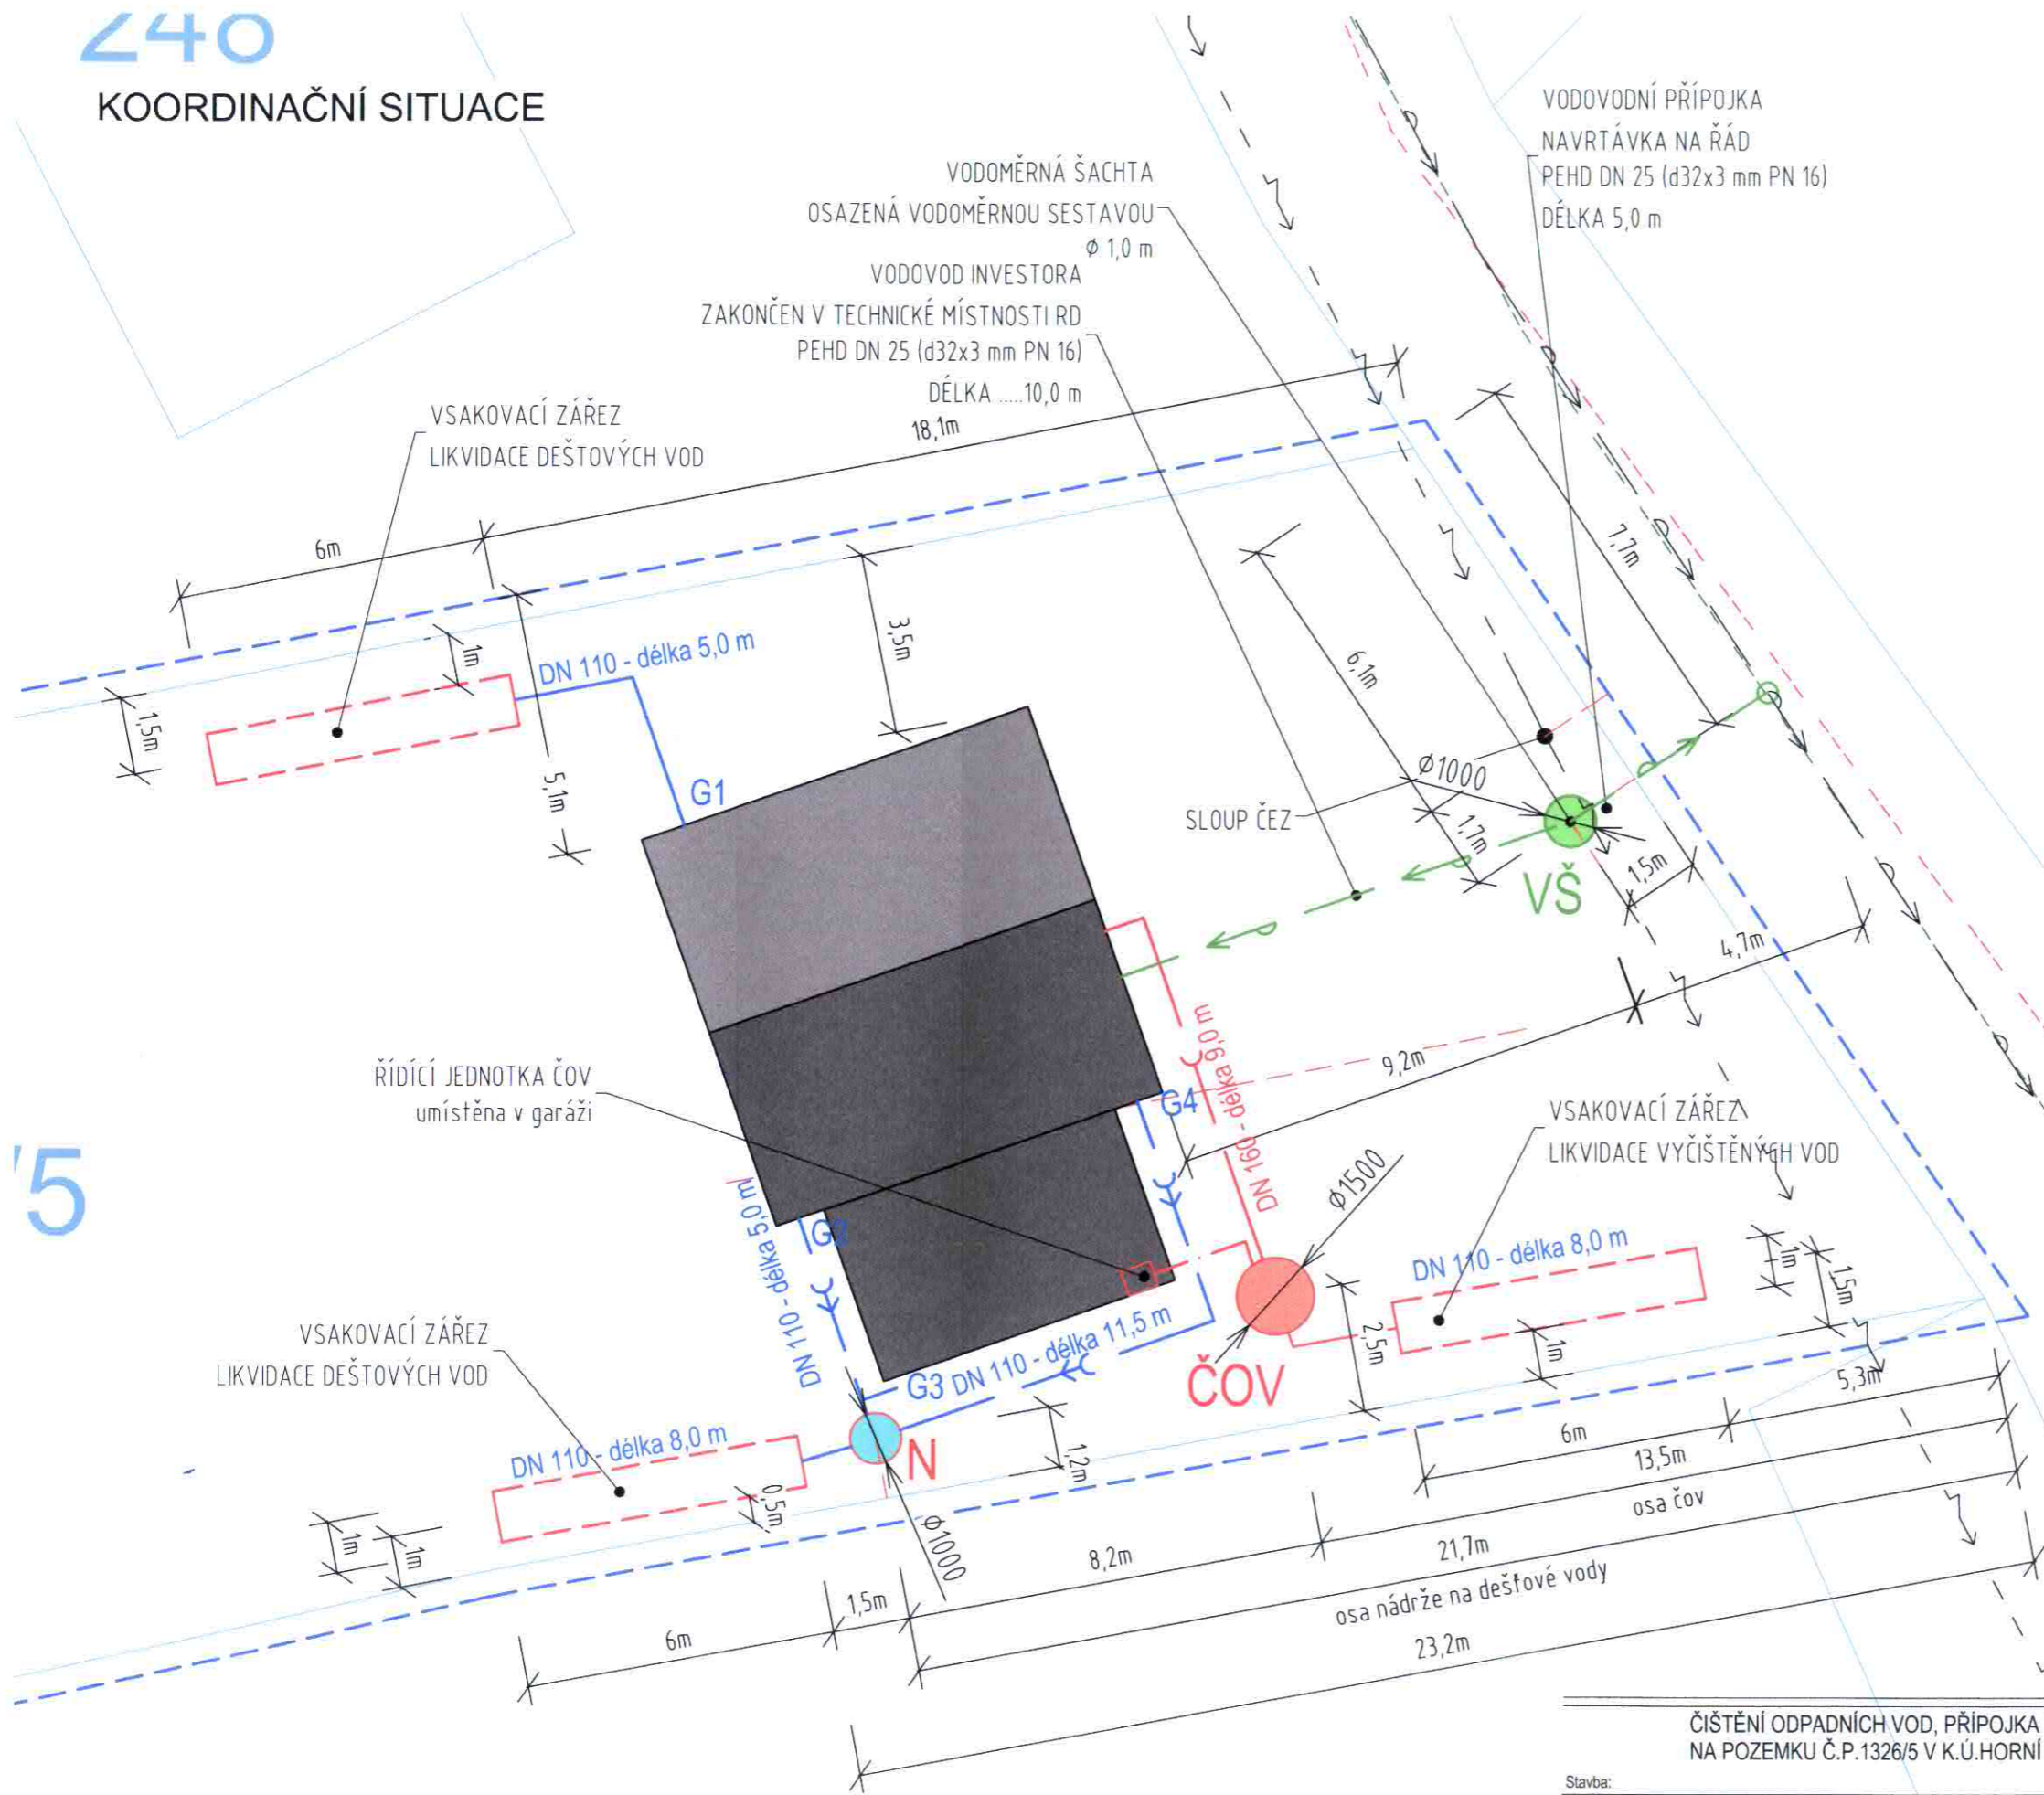 KOORDINAČNÍ SITUACE
VODOVODNÍ PŘÍPOJKA
NAVRTÁVKA NA ŘÁD
PEHD DN 25 (d32x3 mm PN 16)
DÉLKA 5,0 m
VODOMĚRNÁ ŠACHTA
OSAZENÁ VODOMĚRNOU SESTAVOU
ϕ 1,0 m
VODOVOD INVESTORA
ZAKONČEN V TECHNICKÉ MÍSTNOSTI RD
PEHD DN 25 (d32x3 mm PN 16)
DÉLKA .....10,0 m
18,1m
VSAKOVACÍ ZÁŘEZ
LIKVIDACE DEŠTOVÝCH VOD
6m
7,7m
3,5m
1m
DN 110 - délka 5,0 m
6,1m
1,5m
5,1m
G1
ϕ1000
SLOUP ČEZ
1,7m
VŠ
1,5m
4,7m
9,2m
DN 160 - délka 9,0 m
ŘÍDÍCÍ JEDNOTKA ČOV
umístěna v garáži
G4
VSAKOVACÍ ZÁŘEZ
LIKVIDACE VYČIŠTĚNÝCH VOD
/5
ϕ1500
DN 110 - délka 5,0 m
G2
DN 110 - délka 8,0 m
1m
1,5m
2,5m
1m
VSAKOVACÍ ZÁŘEZ
LIKVIDACE DEŠTOVÝCH VOD
G3 DN 110 - délka 11,5 m
ČOV
5,3m
6m
13,5m
osa čov
DN 110 - délka 8,0 m
N
1,2m
0,5m
1m
1m
ϕ1000
8,2m
21,7m
osa nádrže na dešťové vody
1,5m
6m
23,2m
ČIŠTĚNÍ ODPADNÍCH VOD, PŘÍPOJKA
NA POZEMKU Č.P.1326/5 V K.Ú.HORNÍ
Stavba: